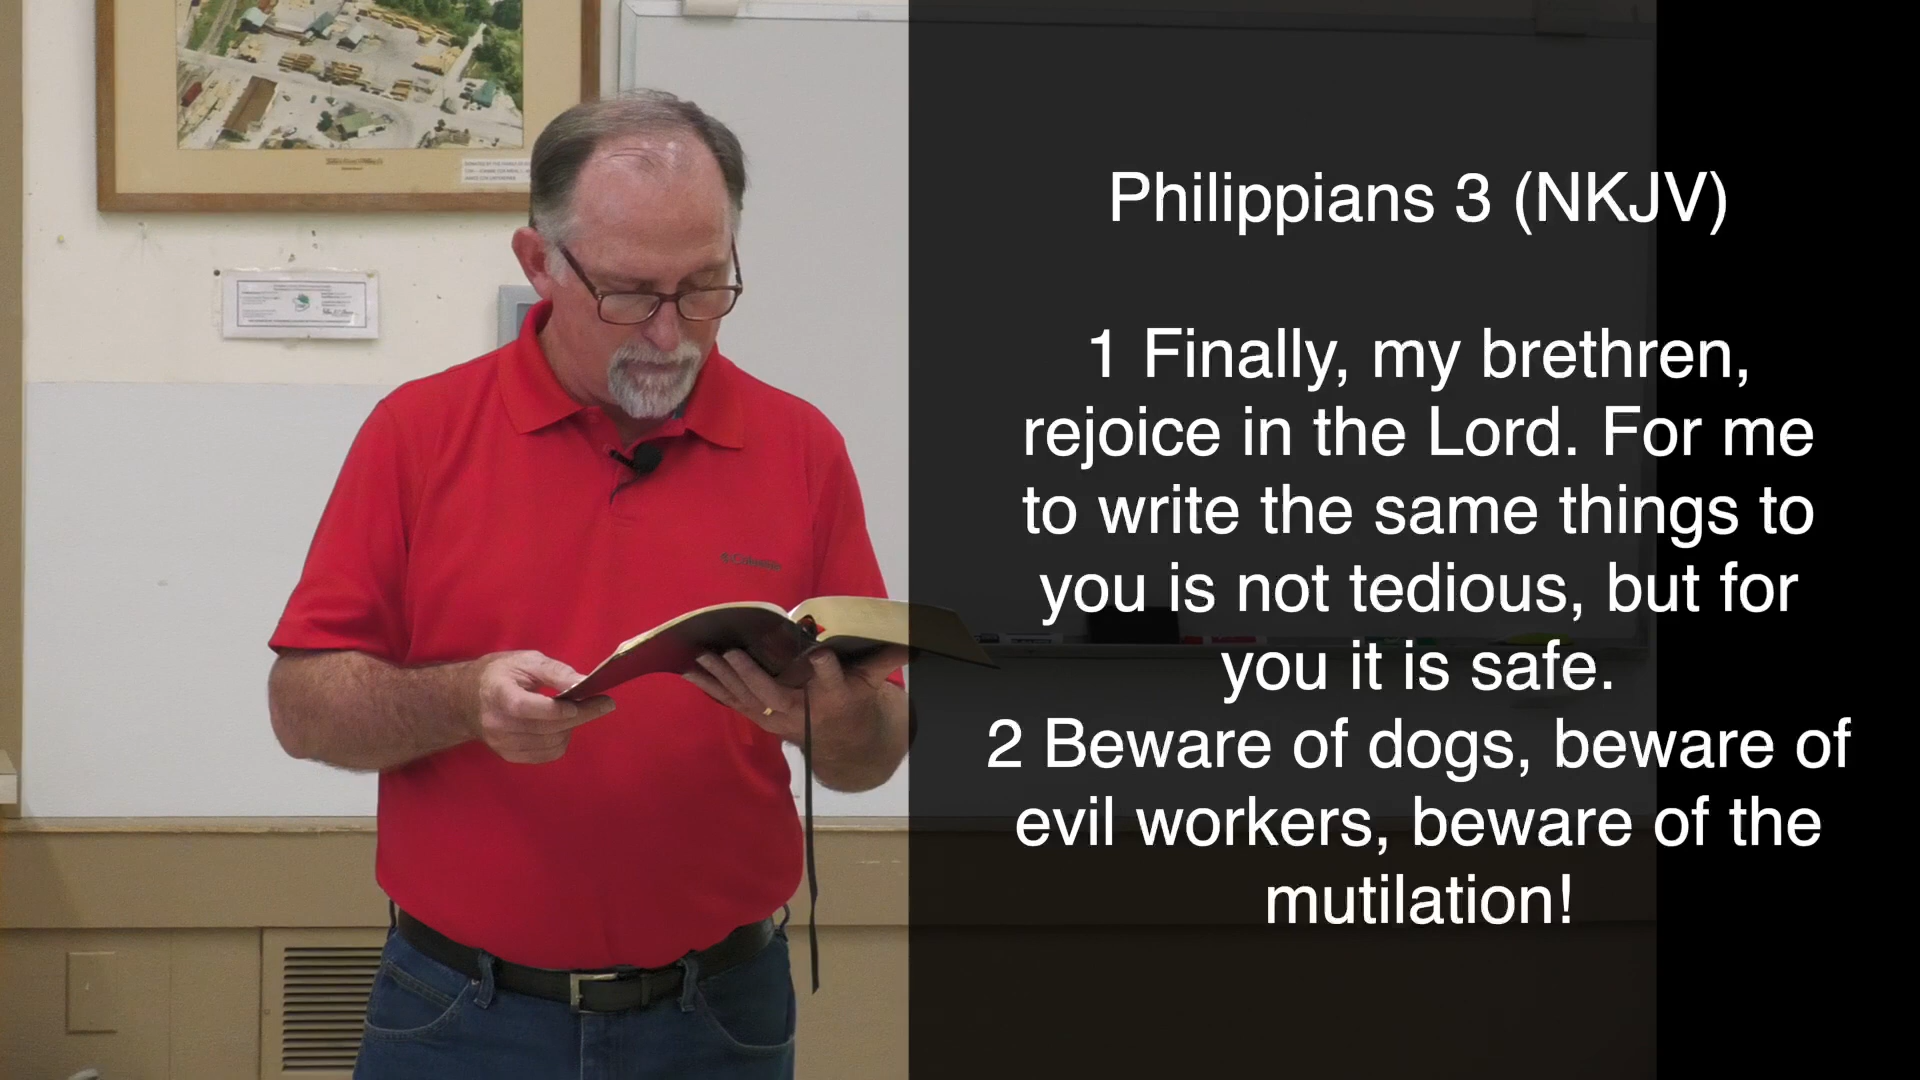 Philippians 3 (NKJV)
1 Finally, my brethren,
rejoice in the Lord. For me
to write the same things to
you is not tedious, but for
you it is safe.
2 Beware of dogs, beware of
evil workers, beware of the
mutilation!
Columbia